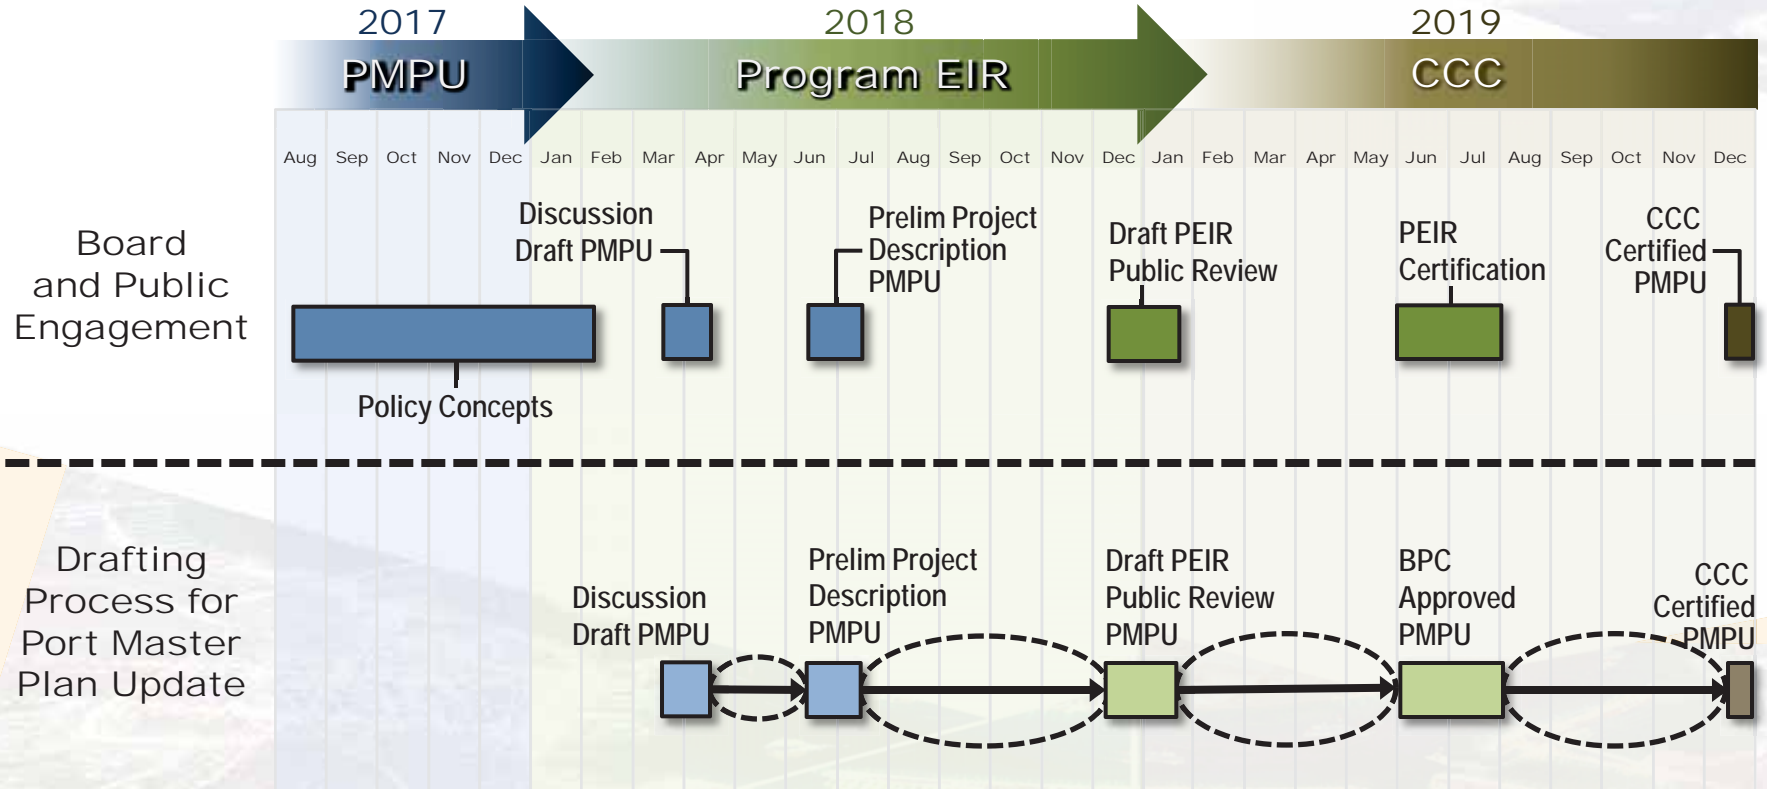 2017
2018
2019
PMPU
Program EIR
CCC
Aug Sep Oct Nov Dec Jan Feb Mar Apr May Jun Jul Aug Sep Oct Nov Dec Jan Feb Mar Apr May Jun Jul Aug Sep Oct Nov Dec
Board
and Public
Engagement
Discussion
Draft PMPU
Prelim Project
Description
PMPU
Draft PEIR
Public Review
PEIR
Certification
CCC
Certified
PMPU
Policy Concepts
Drafting
Process for
Port Master
Plan Update
Discussion
Draft PMPU
Prelim Project
Description
PMPU
Draft PEIR
Public Review
PMPU
BPC
Approved
PMPU
CCC
Certified
PMPU